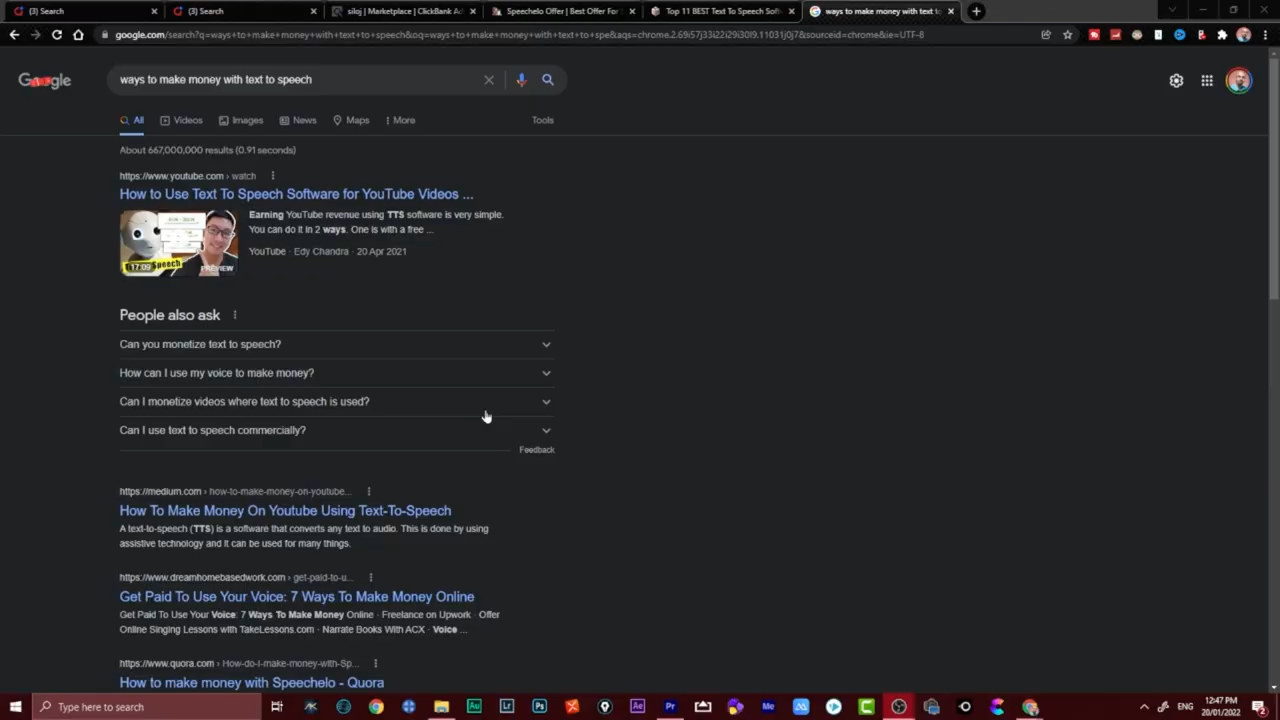 (3) Search
(3) Search
siloj | Marketplace | ClickBank Ad
Speechelo Offer | Best Offer For
Top 11 BEST Text To Speech Soft
ways to make money with text to
google.com/search?q=ways+to+make+money+with+text+to+speech&oq=ways+to+make+money+with+text+to+spe&aqs=chrome.2.69i57j33i22i29i30l9.11031j0j7&sourceid=chrome&ie=UTF-8
Google
ways to make money with text to speech
All
Videos
Images
News
Maps
More
Tools
About 667,000,000 results (0.91 seconds)
https://www.youtube.com › watch
How to Use Text To Speech Software for YouTube Videos ...
Earning YouTube revenue using TTS software is very simple.
You can do it in 2 ways. One is with a free ...
17:09
Speech
PREVIEW
YouTube · Edy Chandra · 20 Apr 2021
People also ask
Can you monetize text to speech?
How can I use my voice to make money?
Can I monetize videos where text to speech is used?
Can I use text to speech commercially?
Feedback
https://medium.com › how-to-make-money-on-youtube...
How To Make Money On Youtube Using Text-To-Speech
A text-to-speech (TTS) is a software that converts any text to audio. This is done by using
assistive technology and it can be used for many things.
https://www.dreamhomebasedwork.com › get-paid-to-u...
Get Paid To Use Your Voice: 7 Ways To Make Money Online
Get Paid To Use Your Voice: 7 Ways To Make Money Online · Freelance on Upwork · Offer
Online Singing Lessons with TakeLessons.com · Narrate Books With ACX · Voice ...
https://www.quora.com › How-do-I-make-money-with-Sp...
How to make money with Speechelo - Quora
Type here to search
Au
Lr
Ps
Ae
Pr
Me
ENG
12:47 PM
20/01/2022
2